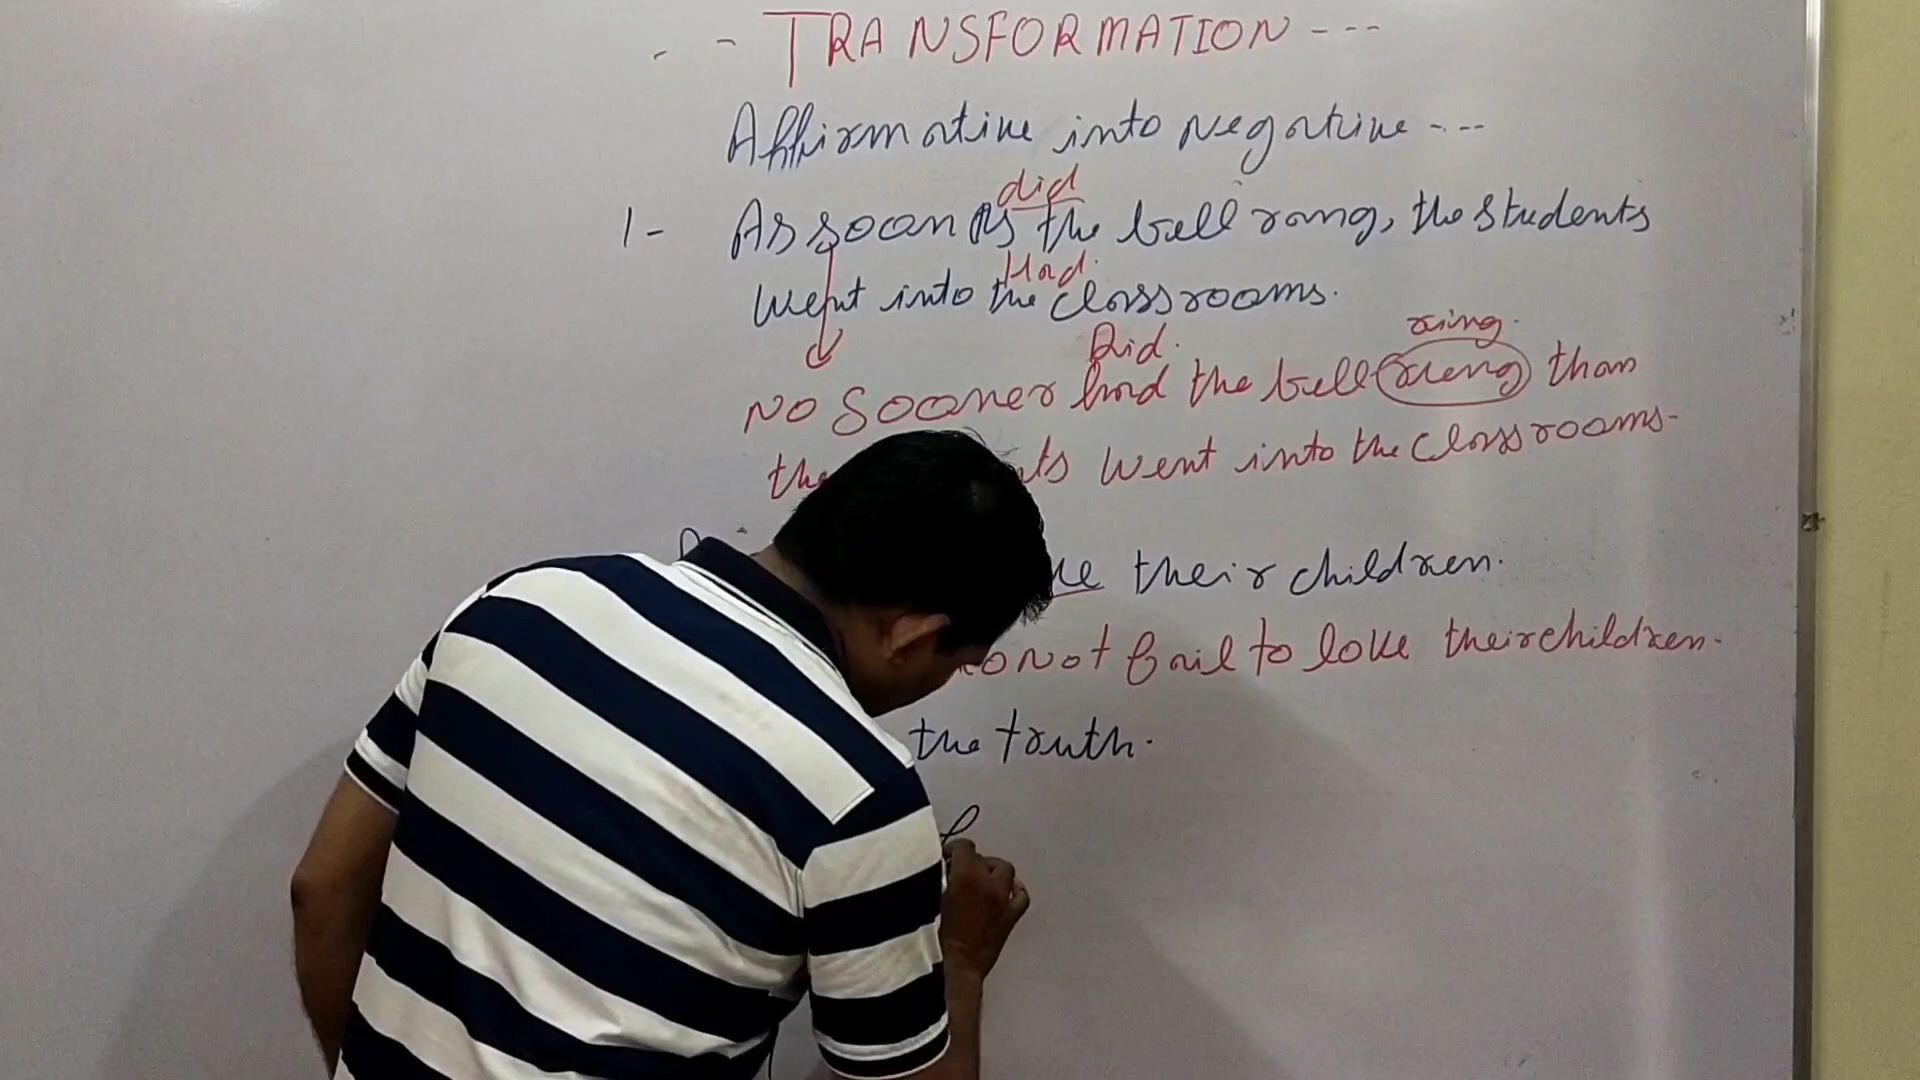 - - TRANSFORMATION ---
Affirmative into Negative ---
did
1- As soon As the bell rang, the students
Had.
went into the classrooms.
Did. ring.
No Sooner had the bell rung than
the went into the classrooms.
their children.
not fail to love their children.
the truth.